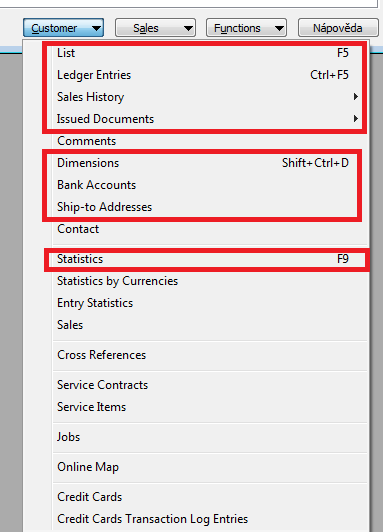 Customer Sales Functions Nápověda
List F5
Ledger Entries Ctrl+F5
Sales History
Issued Documents
Comments
Dimensions Shift+Ctrl+D
Bank Accounts
Ship-to Addresses
Contact
Statistics F9
Statistics by Currencies
Entry Statistics
Sales
Cross References
Service Contracts
Service Items
Jobs
Online Map
Credit Cards
Credit Cards Transaction Log Entries